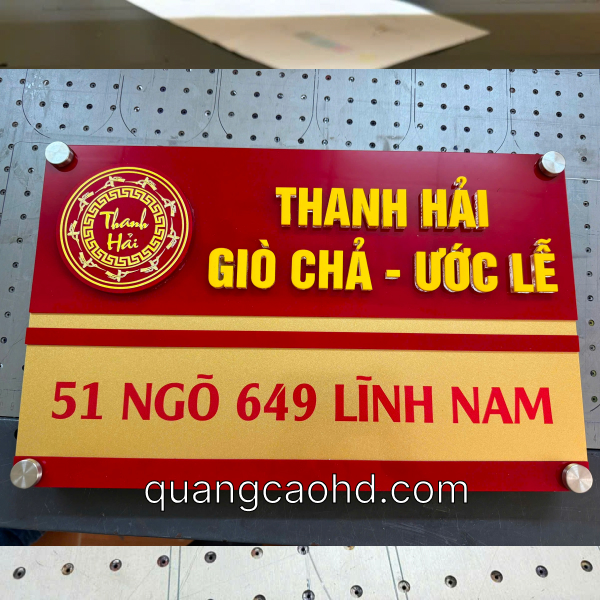 Thanh
Hải
THANH HẢI
GIÒ CHẢ - ƯỚC LỄ
51 NGÕ 649 LĨNH NAM
quangcaohd.com